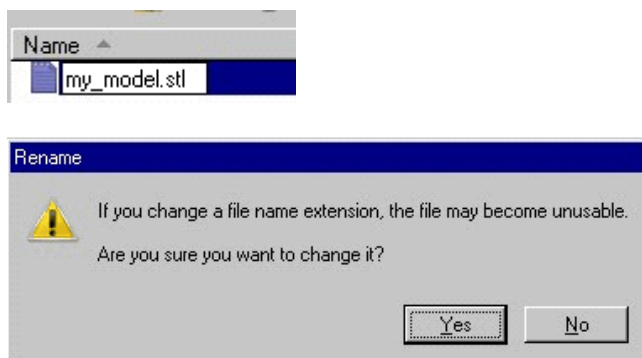 Name
my_model.stl
Rename
If you change a file name extension, the file may become unusable.
Are you sure you want to change it?
Yes
No